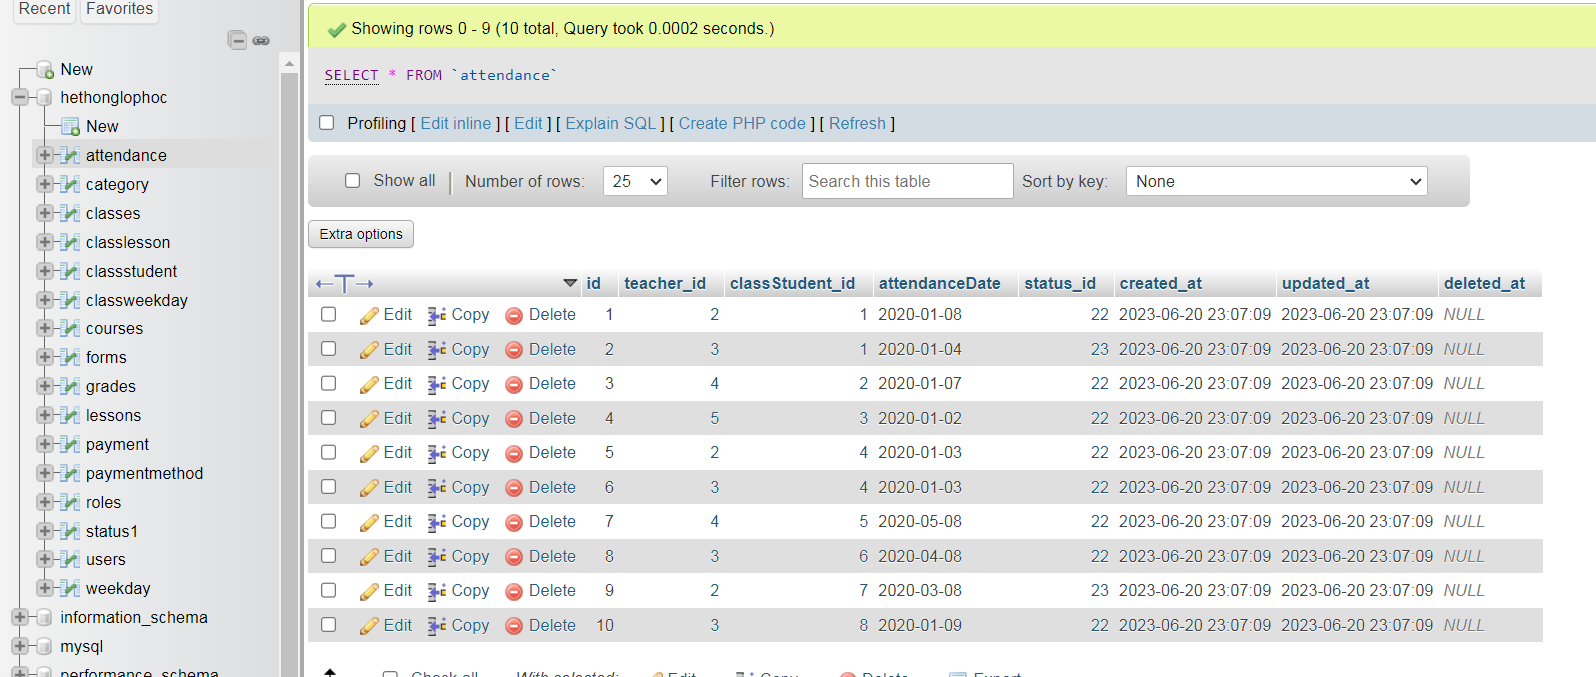 Recent Favorites
New
hethonglophoc
New
attendance
category
classes
classlesson
classstudent
classweekday
courses
forms
grades
lessons
payment
paymentmethod
roles
status1
users
weekday
information_schema
mysql
performance_schema
Showing rows 0 - 9 (10 total, Query took 0.0002 seconds.)
SELECT * FROM `attendance`
Profiling [ Edit inline ] [ Edit ] [ Explain SQL ] [ Create PHP code ] [ Refresh ]
Show all Number of rows: 25 Filter rows: Search this table Sort by key: None
Extra options
id teacher_id classStudent_id attendanceDate status_id created_at updated_at deleted_at
Edit Copy Delete 1 2 1 2020-01-08 22 2023-06-20 23:07:09 2023-06-20 23:07:09 NULL
Edit Copy Delete 2 3 1 2020-01-04 23 2023-06-20 23:07:09 2023-06-20 23:07:09 NULL
Edit Copy Delete 3 4 2 2020-01-07 22 2023-06-20 23:07:09 2023-06-20 23:07:09 NULL
Edit Copy Delete 4 5 3 2020-01-02 22 2023-06-20 23:07:09 2023-06-20 23:07:09 NULL
Edit Copy Delete 5 2 4 2020-01-03 22 2023-06-20 23:07:09 2023-06-20 23:07:09 NULL
Edit Copy Delete 6 3 4 2020-01-03 22 2023-06-20 23:07:09 2023-06-20 23:07:09 NULL
Edit Copy Delete 7 4 5 2020-05-08 22 2023-06-20 23:07:09 2023-06-20 23:07:09 NULL
Edit Copy Delete 8 3 6 2020-04-08 22 2023-06-20 23:07:09 2023-06-20 23:07:09 NULL
Edit Copy Delete 9 2 7 2020-03-08 23 2023-06-20 23:07:09 2023-06-20 23:07:09 NULL
Edit Copy Delete 10 3 8 2020-01-09 22 2023-06-20 23:07:09 2023-06-20 23:07:09 NULL
Check all With selected: Edit Copy Delete Export